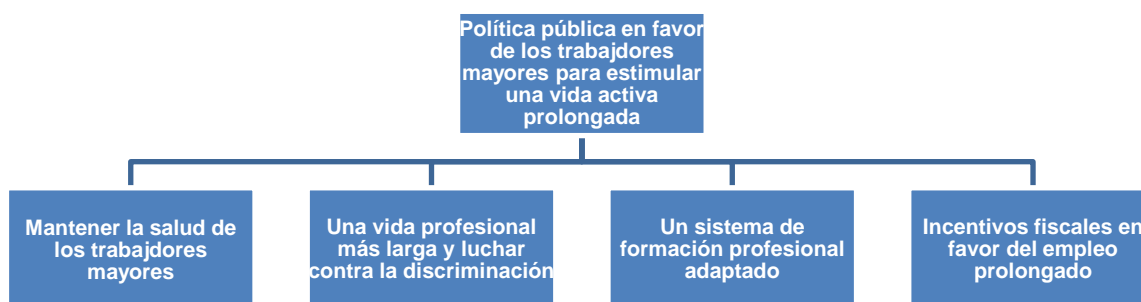 Política pública en favor
de los trabajdores
mayores para estimular
una vida activa
prolongada
Mantener la salud de
los trabajdores
mayores
Una vida profesional
más larga y luchar
contra la discriminación
Un sistema de
formación profesional
adaptado
Incentivos fiscales en
favor del empleo
prolongado